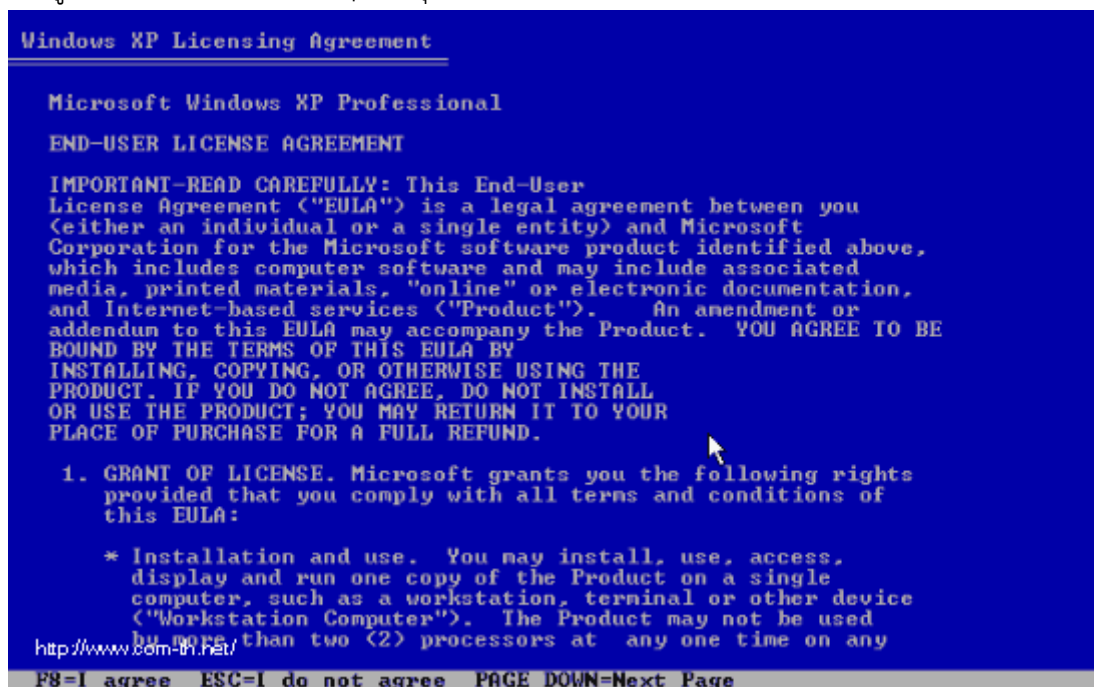 Windows XP Licensing Agreement
Microsoft Windows XP Professional
END-USER LICENSE AGREEMENT
IMPORTANT-READ CAREFULLY: This End-User
License Agreement ("EULA") is a legal agreement between you
(either an individual or a single entity) and Microsoft
Corporation for the Microsoft software product identified above,
which includes computer software and may include associated
media, printed materials, "online" or electronic documentation,
and Internet-based services ("Product"). An amendment or
addendum to this EULA may accompany the Product. YOU AGREE TO BE
BOUND BY THE TERMS OF THIS EULA BY
INSTALLING, COPYING, OR OTHERWISE USING THE
PRODUCT. IF YOU DO NOT AGREE, DO NOT INSTALL
OR USE THE PRODUCT; YOU MAY RETURN IT TO YOUR
PLACE OF PURCHASE FOR A FULL REFUND.
1. GRANT OF LICENSE. Microsoft grants you the following rights
provided that you comply with all terms and conditions of
this EULA:
* Installation and use. You may install, use, access,
display and run one copy of the Product on a single
computer, such as a workstation, terminal or other device
("Workstation Computer"). The Product may not be used
by more than two (2) processors at any one time on any
http://www.com-th.net/
F8=I agree ESC=I do not agree PAGE DOWN=Next Page